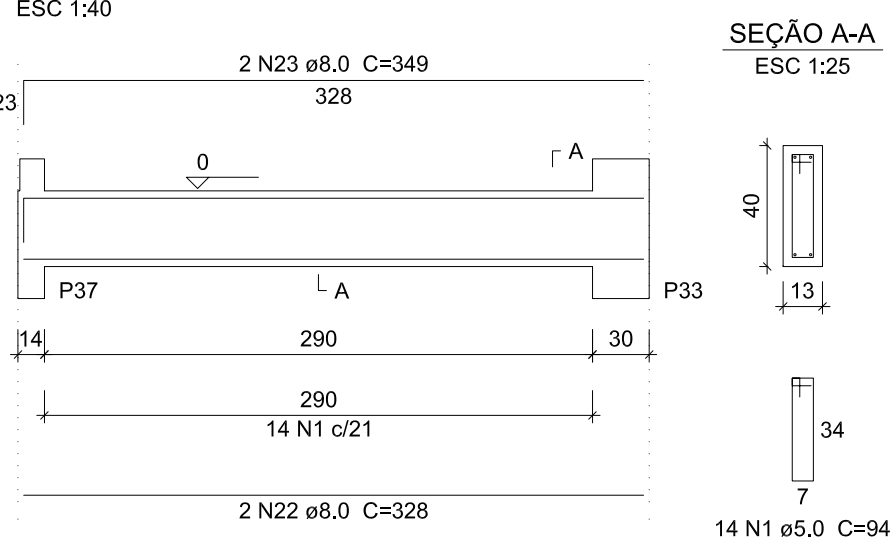 ESC 1:40
SEÇÃO A-A
ESC 1:25
2 N23 ø8.0 C=349
328
23
A
0
40
13
P37
A
P33
14
290
30
290
14 N1 c/21
34
7
2 N22 ø8.0 C=328
14 N1 ø5.0 C=94